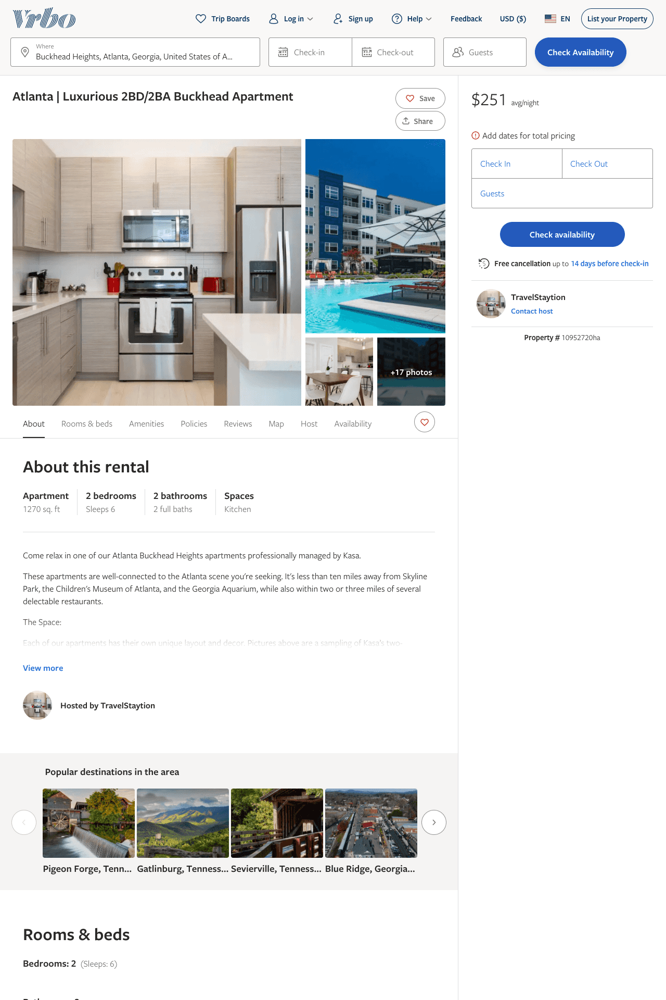 Vrbo
Trip Boards
Log in
Sign up
Help
Feedback
USD ($)
EN
List your Property
Where
Buckhead Heights, Atlanta, Georgia, United States of A...
Check-in
Check-out
Guests
Check Availability
Atlanta | Luxurious 2BD/2BA Buckhead Apartment
Save
Share
+17 photos
$251 avg/night
Add dates for total pricing
Check In
Check Out
Guests
Check availability
Free cancellation up to 14 days before check-in
TravelStaytion
Contact host
Property # 10952720ha
About
Rooms & beds
Amenities
Policies
Reviews
Map
Host
Availability
About this rental
Apartment
1270 sq. ft
2 bedrooms
Sleeps 6
2 bathrooms
2 full baths
Spaces
Kitchen
Come relax in one of our Atlanta Buckhead Heights apartments professionally managed by Kasa.
These apartments are well-connected to the Atlanta scene you're seeking. It's less than ten miles away from Skyline
Park, the Children's Museum of Atlanta, and the Georgia Aquarium, while also within two or three miles of several
delectable restaurants.
The Space:
Each of our apartments has their own unique layout and decor. Pictures above are a sampling of Kasa's two-
View more
Hosted by TravelStaytion
Popular destinations in the area
Pigeon Forge, Tenn...
Gatlinburg, Tenness...
Sevierville, Tenness...
Blue Ridge, Georgia...
Rooms & beds
Bedrooms: 2 (Sleeps: 6)